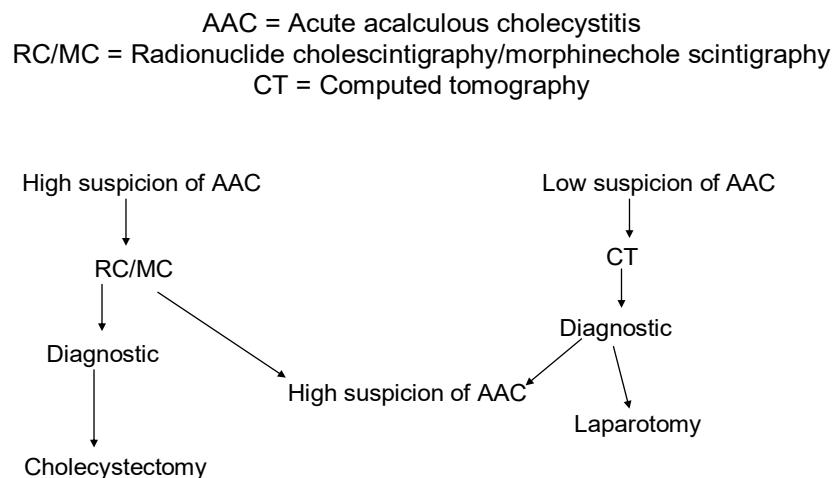 AAC = Acute acalculous cholecystitis
RC/MC = Radionuclide cholescintigraphy/morphinechole scintigraphy
CT = Computed tomography
High suspicion of AAC
Low suspicion of AAC
RC/MC
CT
Diagnostic
Diagnostic
High suspicion of AAC
Laparotomy
Cholecystectomy